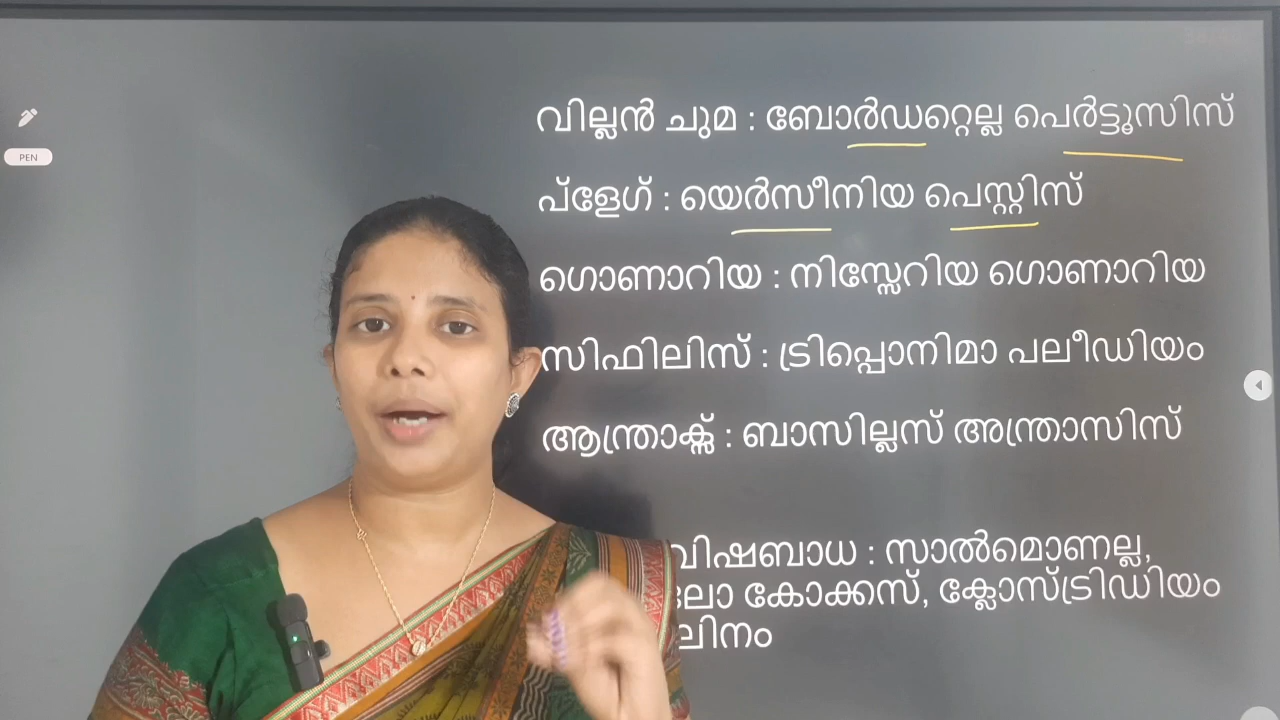 PEN
വില്ലൻ ചുമ : ബോർഡറ്റെല്ല പെർട്ടൂസിസ്
പ്ളേഗ് : യെർസീനിയ പെസ്റ്റിസ്
ഗൊണാറിയ : നിസ്സേറിയ ഗൊണാറിയ
സിഫിലിസ് : ട്രിപ്പൊനിമാ പലീഡിയം
ആന്ത്രാക്സ് : ബാസില്ലസ് അന്ത്രാസിസ്
വിഷബാധ : സാൽമൊണല്ല,
കോക്കസ്, ക്ലോസ്ട്രിഡിയം